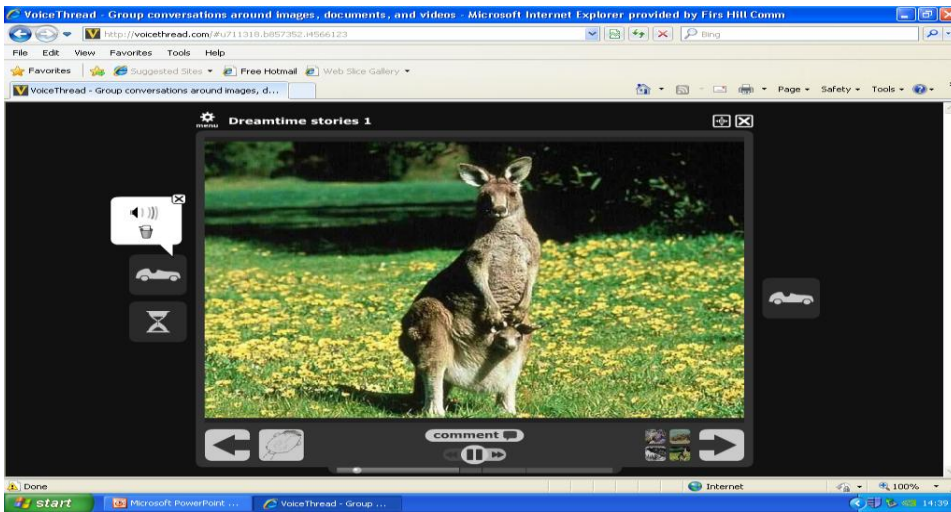 VoiceThread - Group conversations around images, documents, and videos - Microsoft Internet Explorer provided by Firs Hill Comm
http://voicethread.com/#u711318.b857352.i4566123
Bing
File Edit View Favorites Tools Help
Favorites Suggested Sites Free Hotmail Web Slice Gallery
VoiceThread - Group conversations around images, d... Page Safety Tools
menu Dreamtime stories 1
comment
Done Internet 100%
start Microsoft PowerPoint ... VoiceThread - Group ... 14:39